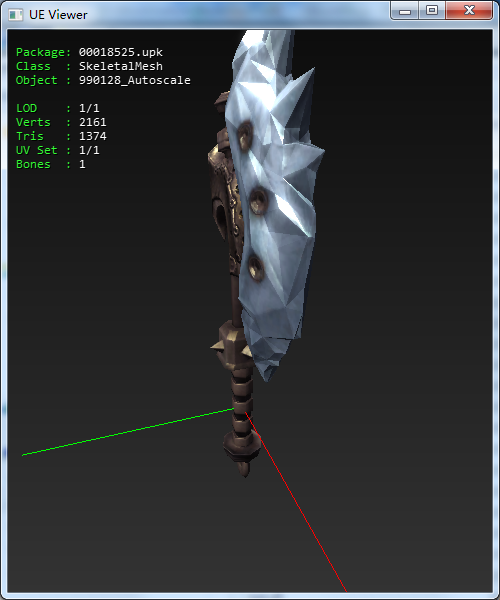 UE Viewer
Package: 00018525.upk
Class  : SkeletalMesh
Object : 990128_Autoscale
LOD    : 1/1
Verts  : 2161
Tris   : 1374
UV Set : 1/1
Bones  : 1